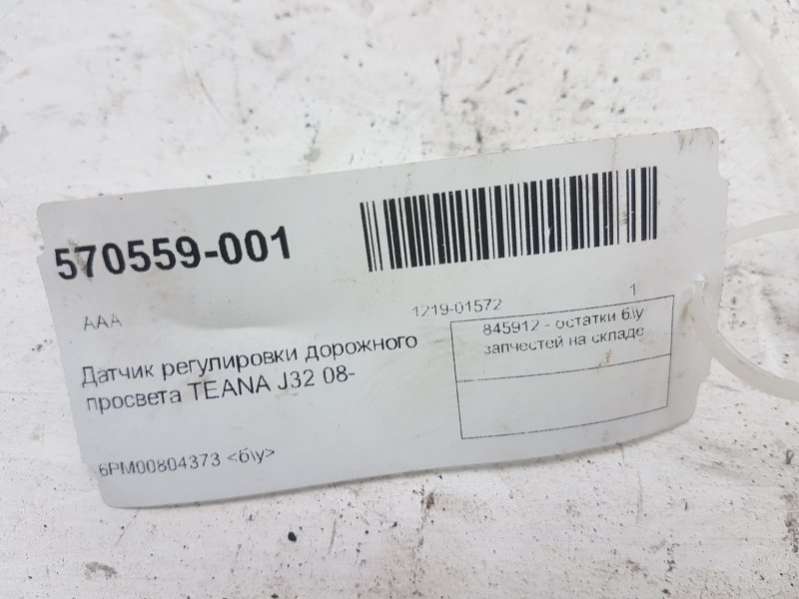 570559-001
AAA
1219-01572
1
845912 - остатки б\у
запчестей на складе
Датчик регулировки дорожного
просвета TEANA J32 08-
6PM00804373 <б\у>